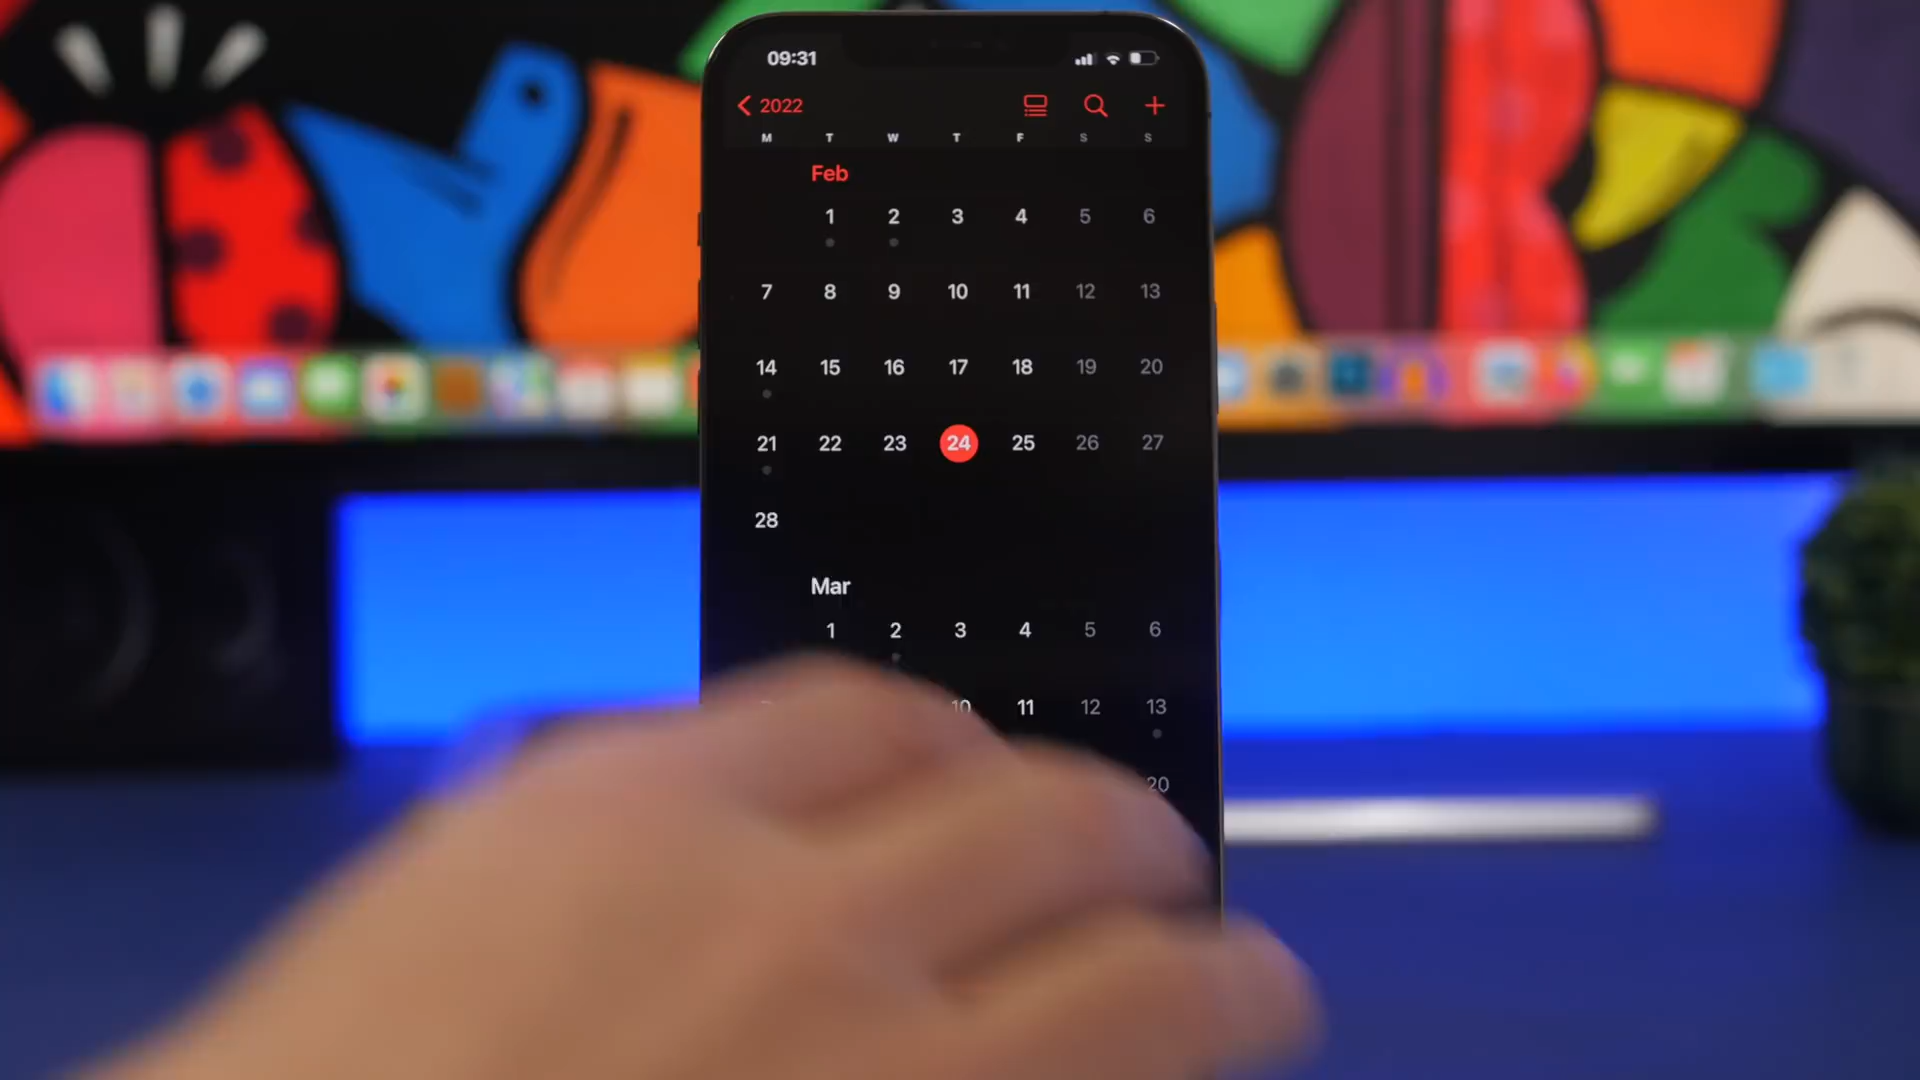 09:31
2022
M T W T F S S
Feb
1 2 3 4 5 6
7 8 9 10 11 12 13
14 15 16 17 18 19 20
21 22 23 24 25 26 27
28
Mar
1 2 3 4 5 6
10 11 12 13
20